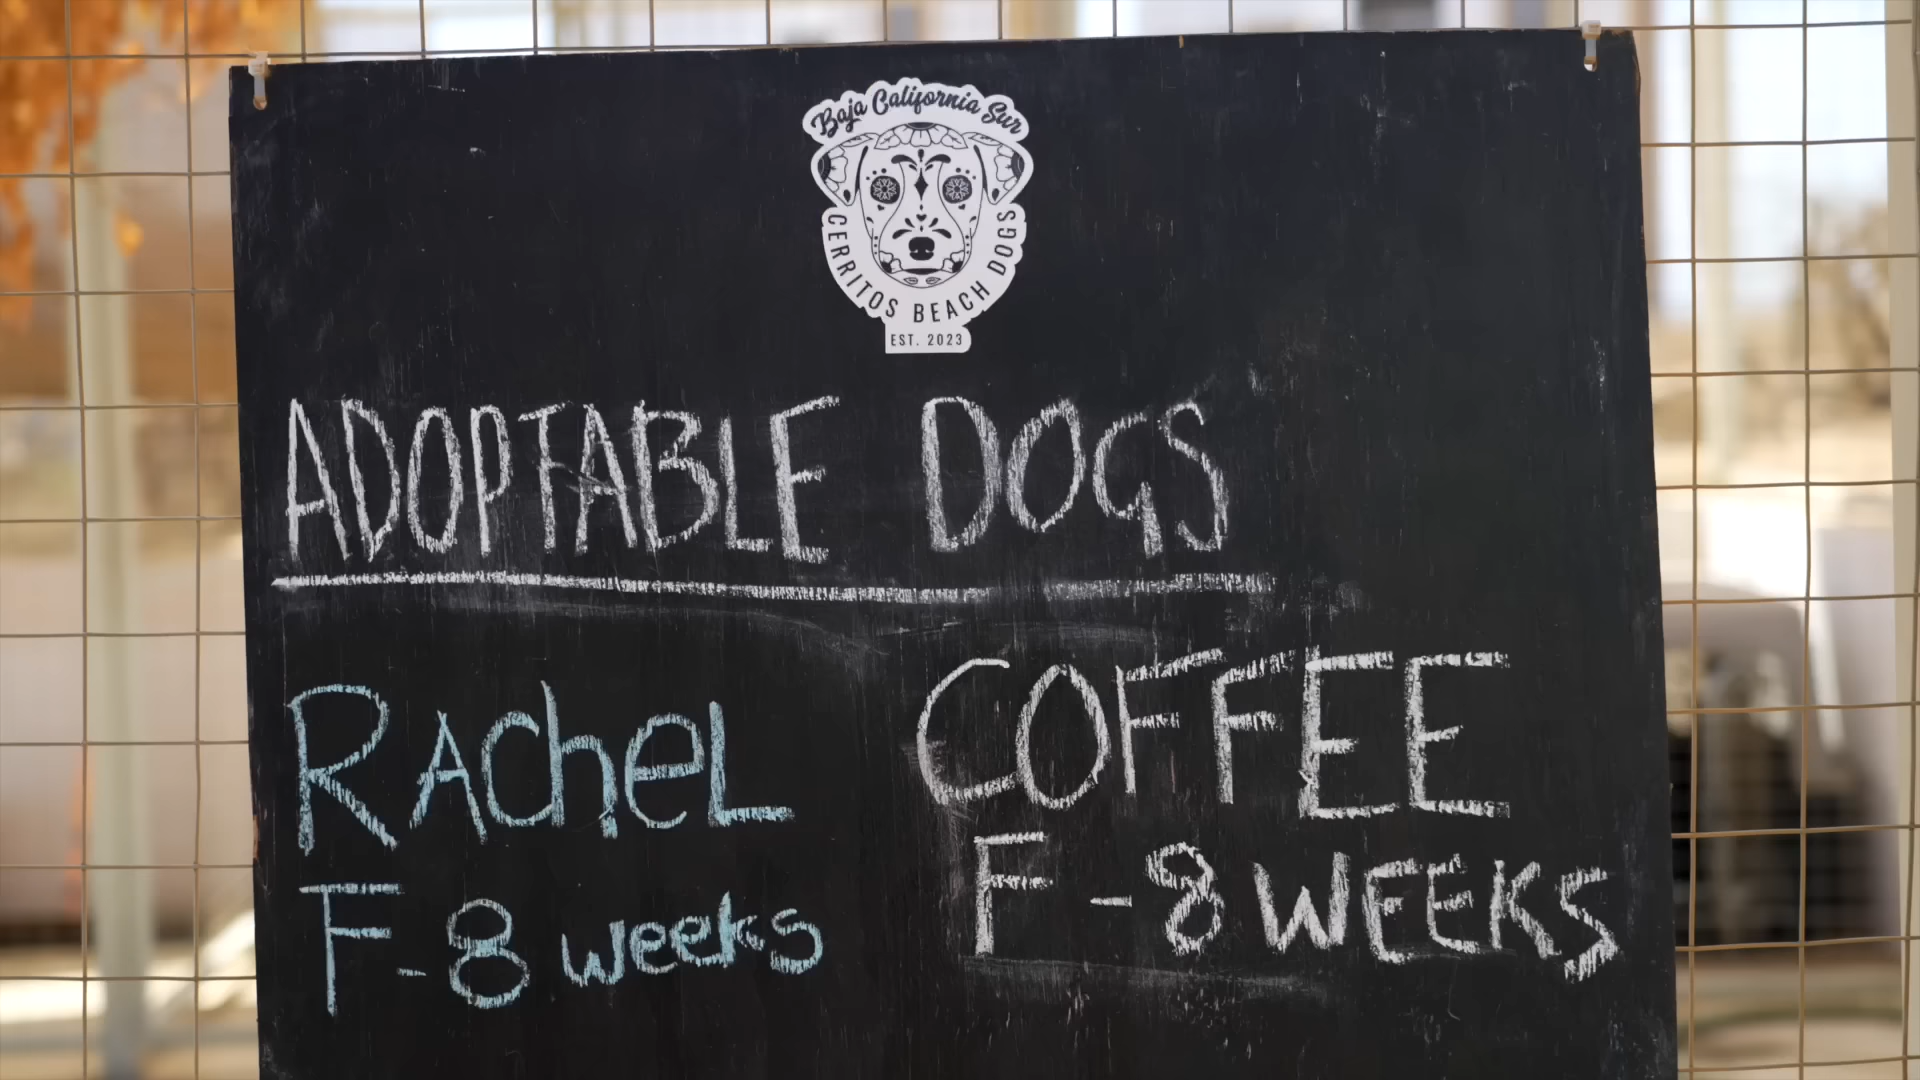 Baja California Sur
CERRITOS BEACH DOGS
EST. 2023
ADOPTABLE DOGS
RAcheL
F-8 weeks
COFFEE
F-8 WEEKS